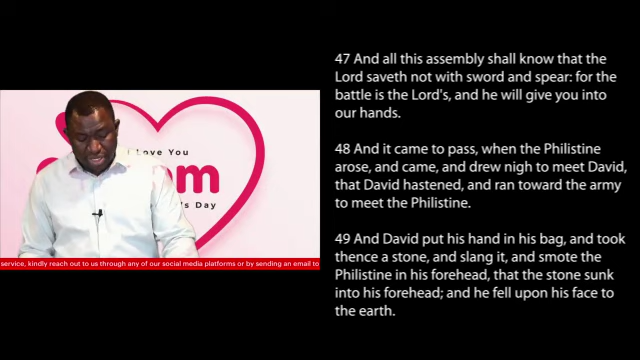 I Love You
m
's Day
service, kindly reach out to us through any of our social media platforms or by sending an email to
47 And all this assembly shall know that the
Lord saveth not with sword and spear: for the
battle is the Lord's, and he will give you into
our hands.
48 And it came to pass, when the Philistine
arose, and came, and drew nigh to meet David,
that David hastened, and ran toward the army
to meet the Philistine.
49 And David put his hand in his bag, and took
thence a stone, and slang it, and smote the
Philistine in his forehead, that the stone sunk
into his forehead; and he fell upon his face to
the earth.